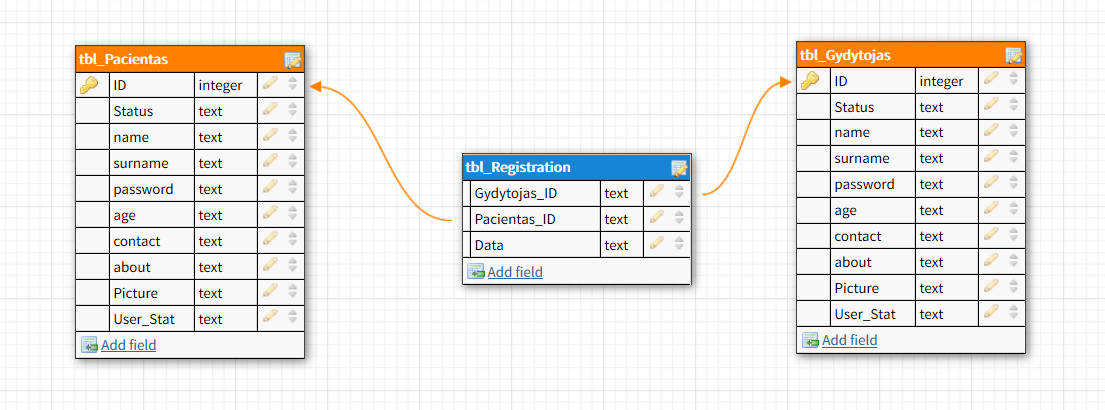 tbl_Pacientas
ID integer
Status text
name text
surname text
password text
age text
contact text
about text
Picture text
User_Stat text
Add field
tbl_Registration
Gydytojas_ID text
Pacientas_ID text
Data text
Add field
tbl_Gydytojas
ID integer
Status text
name text
surname text
password text
age text
contact text
about text
Picture text
User_Stat text
Add field